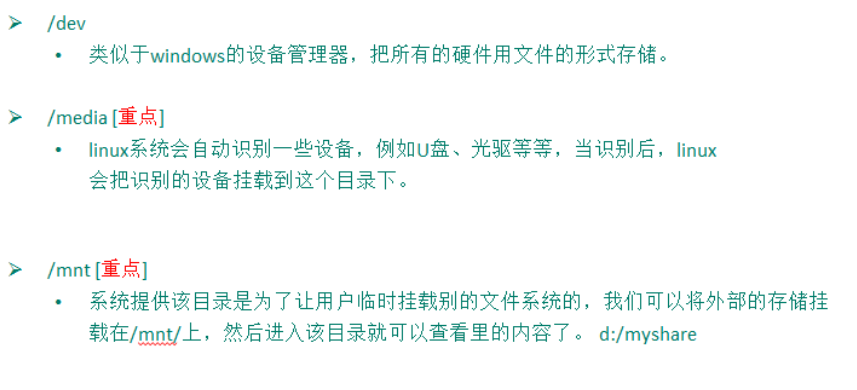 ➢ /dev
• 类似于windows的设备管理器，把所有的硬件用文件的形式存储。
➢ /media [重点]
• linux系统会自动识别一些设备，例如U盘、光驱等等，当识别后，linux
会把识别的设备挂载到这个目录下。
➢ /mnt [重点]
• 系统提供该目录是为了让用户临时挂载别的文件系统的，我们可以将外部的存储挂
载在/mnt/上，然后进入该目录就可以查看里的内容了。 d:/myshare